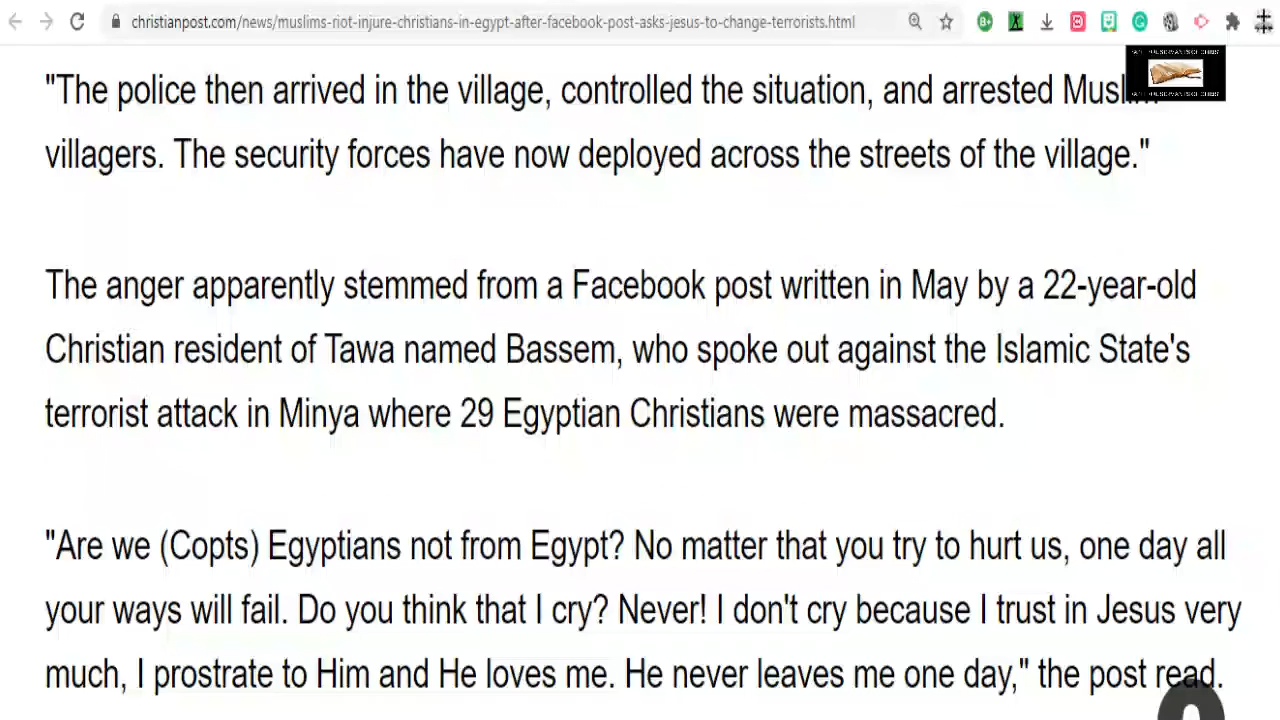 christianpost.com/news/muslims-riot-injure-christians-in-egypt-after-facebook-post-asks-jesus-to-change-terrorists.html
"The police then arrived in the village, controlled the situation, and arrested
villagers. The security forces have now deployed across the streets of the village."
The anger apparently stemmed from a Facebook post written in May by a 22-year-old
Christian resident of Tawa named Bassem, who spoke out against the Islamic State's
terrorist attack in Minya where 29 Egyptian Christians were massacred.
"Are we (Copts) Egyptians not from Egypt? No matter that you try to hurt us, one day all
your ways will fail. Do you think that I cry? Never! I don't cry because I trust in Jesus very
much, I prostrate to Him and He loves me. He never leaves me one day," the post read.